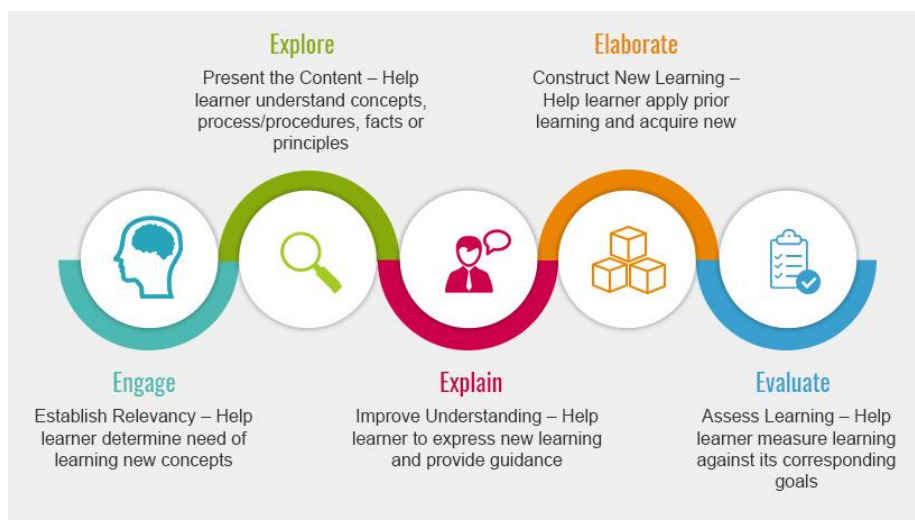 Explore
Present the Content – Help
learner understand concepts,
process/procedures, facts or
principles
Elaborate
Construct New Learning –
Help learner apply prior
learning and acquire new
Engage
Establish Relevancy – Help
learner determine need of
learning new concepts
Explain
Improve Understanding – Help
learner to express new learning
and provide guidance
Evaluate
Assess Learning – Help
learner measure learning
against its corresponding
goals